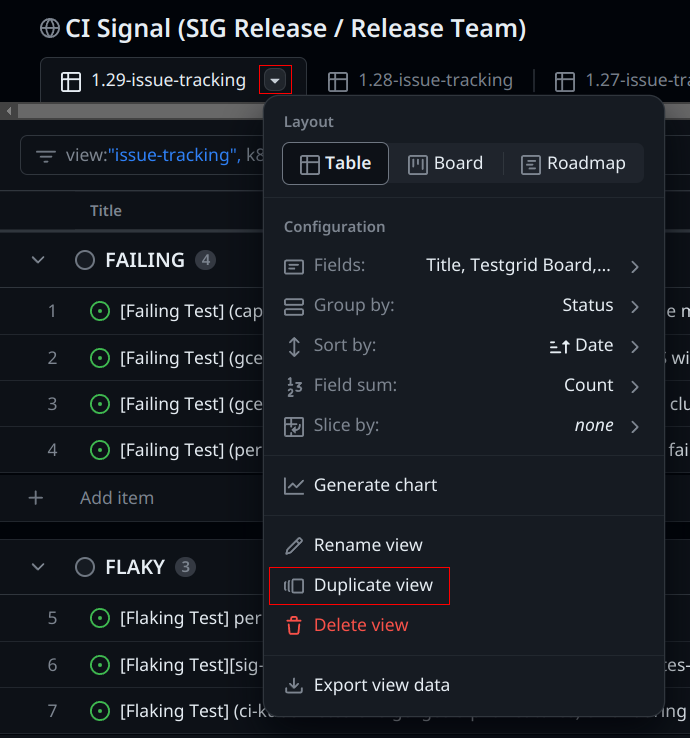 CI Signal (SIG Release / Release Team)
1.29-issue-tracking 1.28-issue-tracking
view:"issue-tracking", k8
Layout
Table Board Roadmap
Title
Configuration
FAILING 4
Fields: Title, Testgrid Board,...
1 [Failing Test] (cap
Group by: Status
2 [Failing Test] (gce
Sort by: Date
3 [Failing Test] (gce
Field sum: Count
4 [Failing Test] (per
Slice by: none
Add item
Generate chart
Rename view
FLAKY 3
Duplicate view
5 [Flaking Test] per
Delete view
6 [Flaking Test][sig-
Export view data
7 [Flaking Test] (ci-k